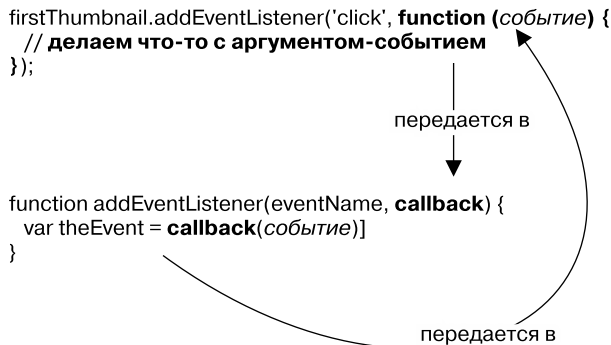 firstThumbnail.addEventListener('click', function (событие) {
// делаем что-то с аргументом-событием
});
передается в
function addEventListener(eventName, callback) {
var theEvent = callback(событие)]
}
передается в